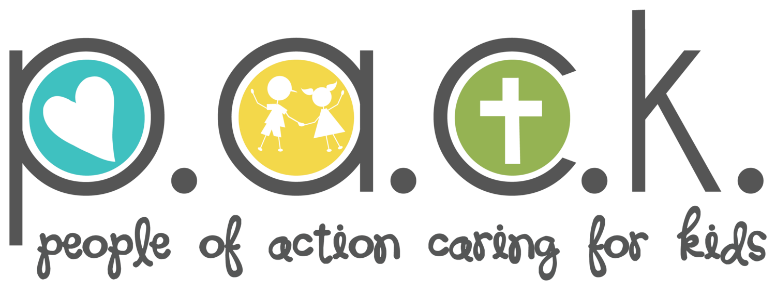 p.a.c.k.
people of action caring for kids